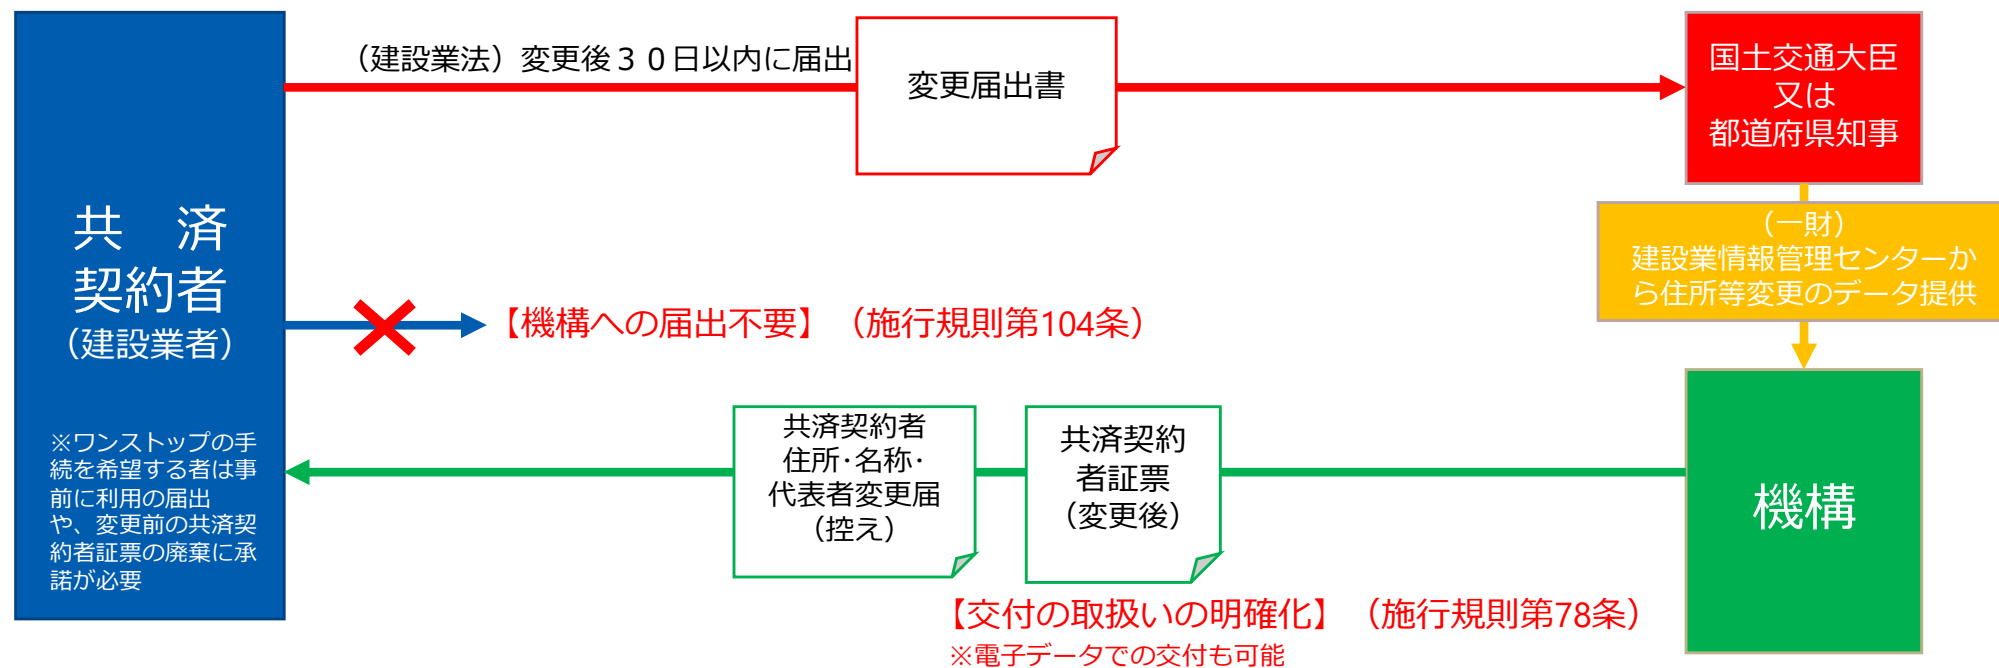 共　済
契約者
（建設業者）
※ワンストップの手
続を希望する者は事
前に利用の届出
や、変更前の共済契
約者証票の廃棄に承
諾が必要
（建設業法）変更後３０日以内に届出
変更届出書
国土交通大臣
又は
都道府県知事
（一財）
建設業情報管理センターか
ら住所等変更のデータ提供
【機構への届出不要】（施行規則第104条）
共済契約者
住所･名称･
代表者変更届
（控え）
共済契約
者証票
（変更後）
機構
【交付の取扱いの明確化】（施行規則第78条）
※電子データでの交付も可能